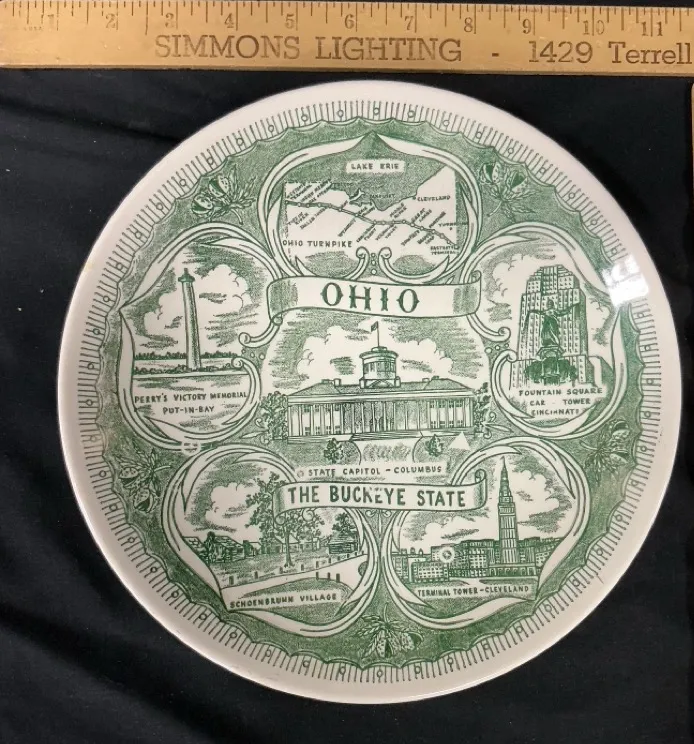 1 2 3 4 5 6 7 8 9 10 11
SIMMONS LIGHTING - 1429 Terrell
LAKE ERIE
CLEVELAND
OHIO TURNPIKE
OHIO
PERRY'S VICTORY MEMORIAL
PUT-IN-BAY
FOUNTAIN SQUARE
CAR TOWER
CINCINNATI
STATE CAPITOL - COLUMBUS
THE BUCKEYE STATE
SCHOENBRUNN VILLAGE
TERMINAL TOWER - CLEVELAND